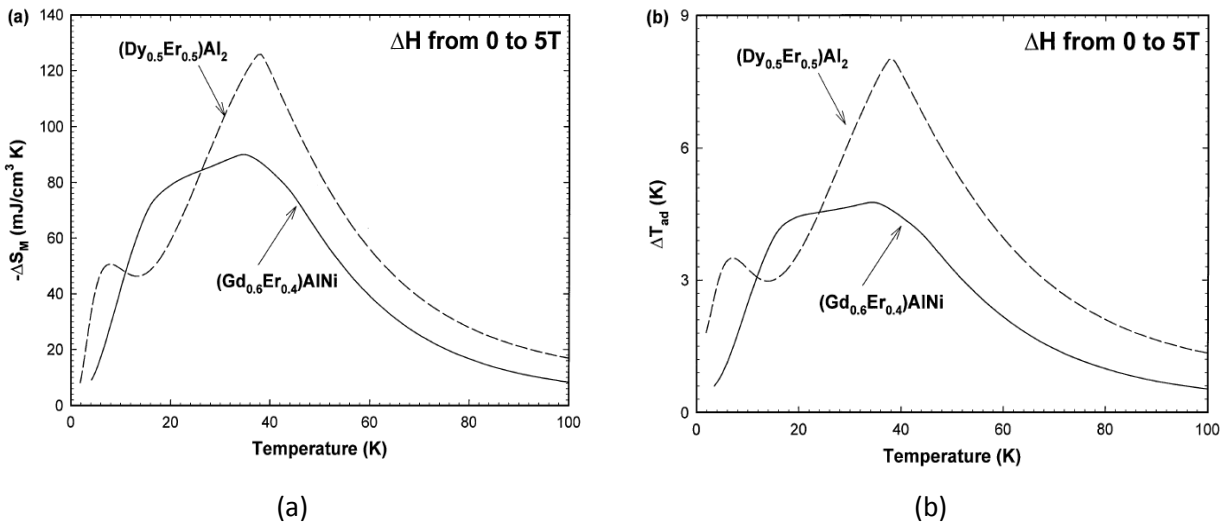 (a)
140
120
100
80
60
40
20
0
-ΔS_M (mJ/cm³ K)
ΔH from 0 to 5T
(Dy₀.₅Er₀.₅)Al₂
(Gd₀.₆Er₀.₄)AlNi
0 20 40 60 80 100
Temperature (K)
(a)
(b)
9
6
3
0
ΔT_ad (K)
ΔH from 0 to 5T
(Dy₀.₅Er₀.₅)Al₂
(Gd₀.₆Er₀.₄)AlNi
0 20 40 60 80 100
Temperature (K)
(b)